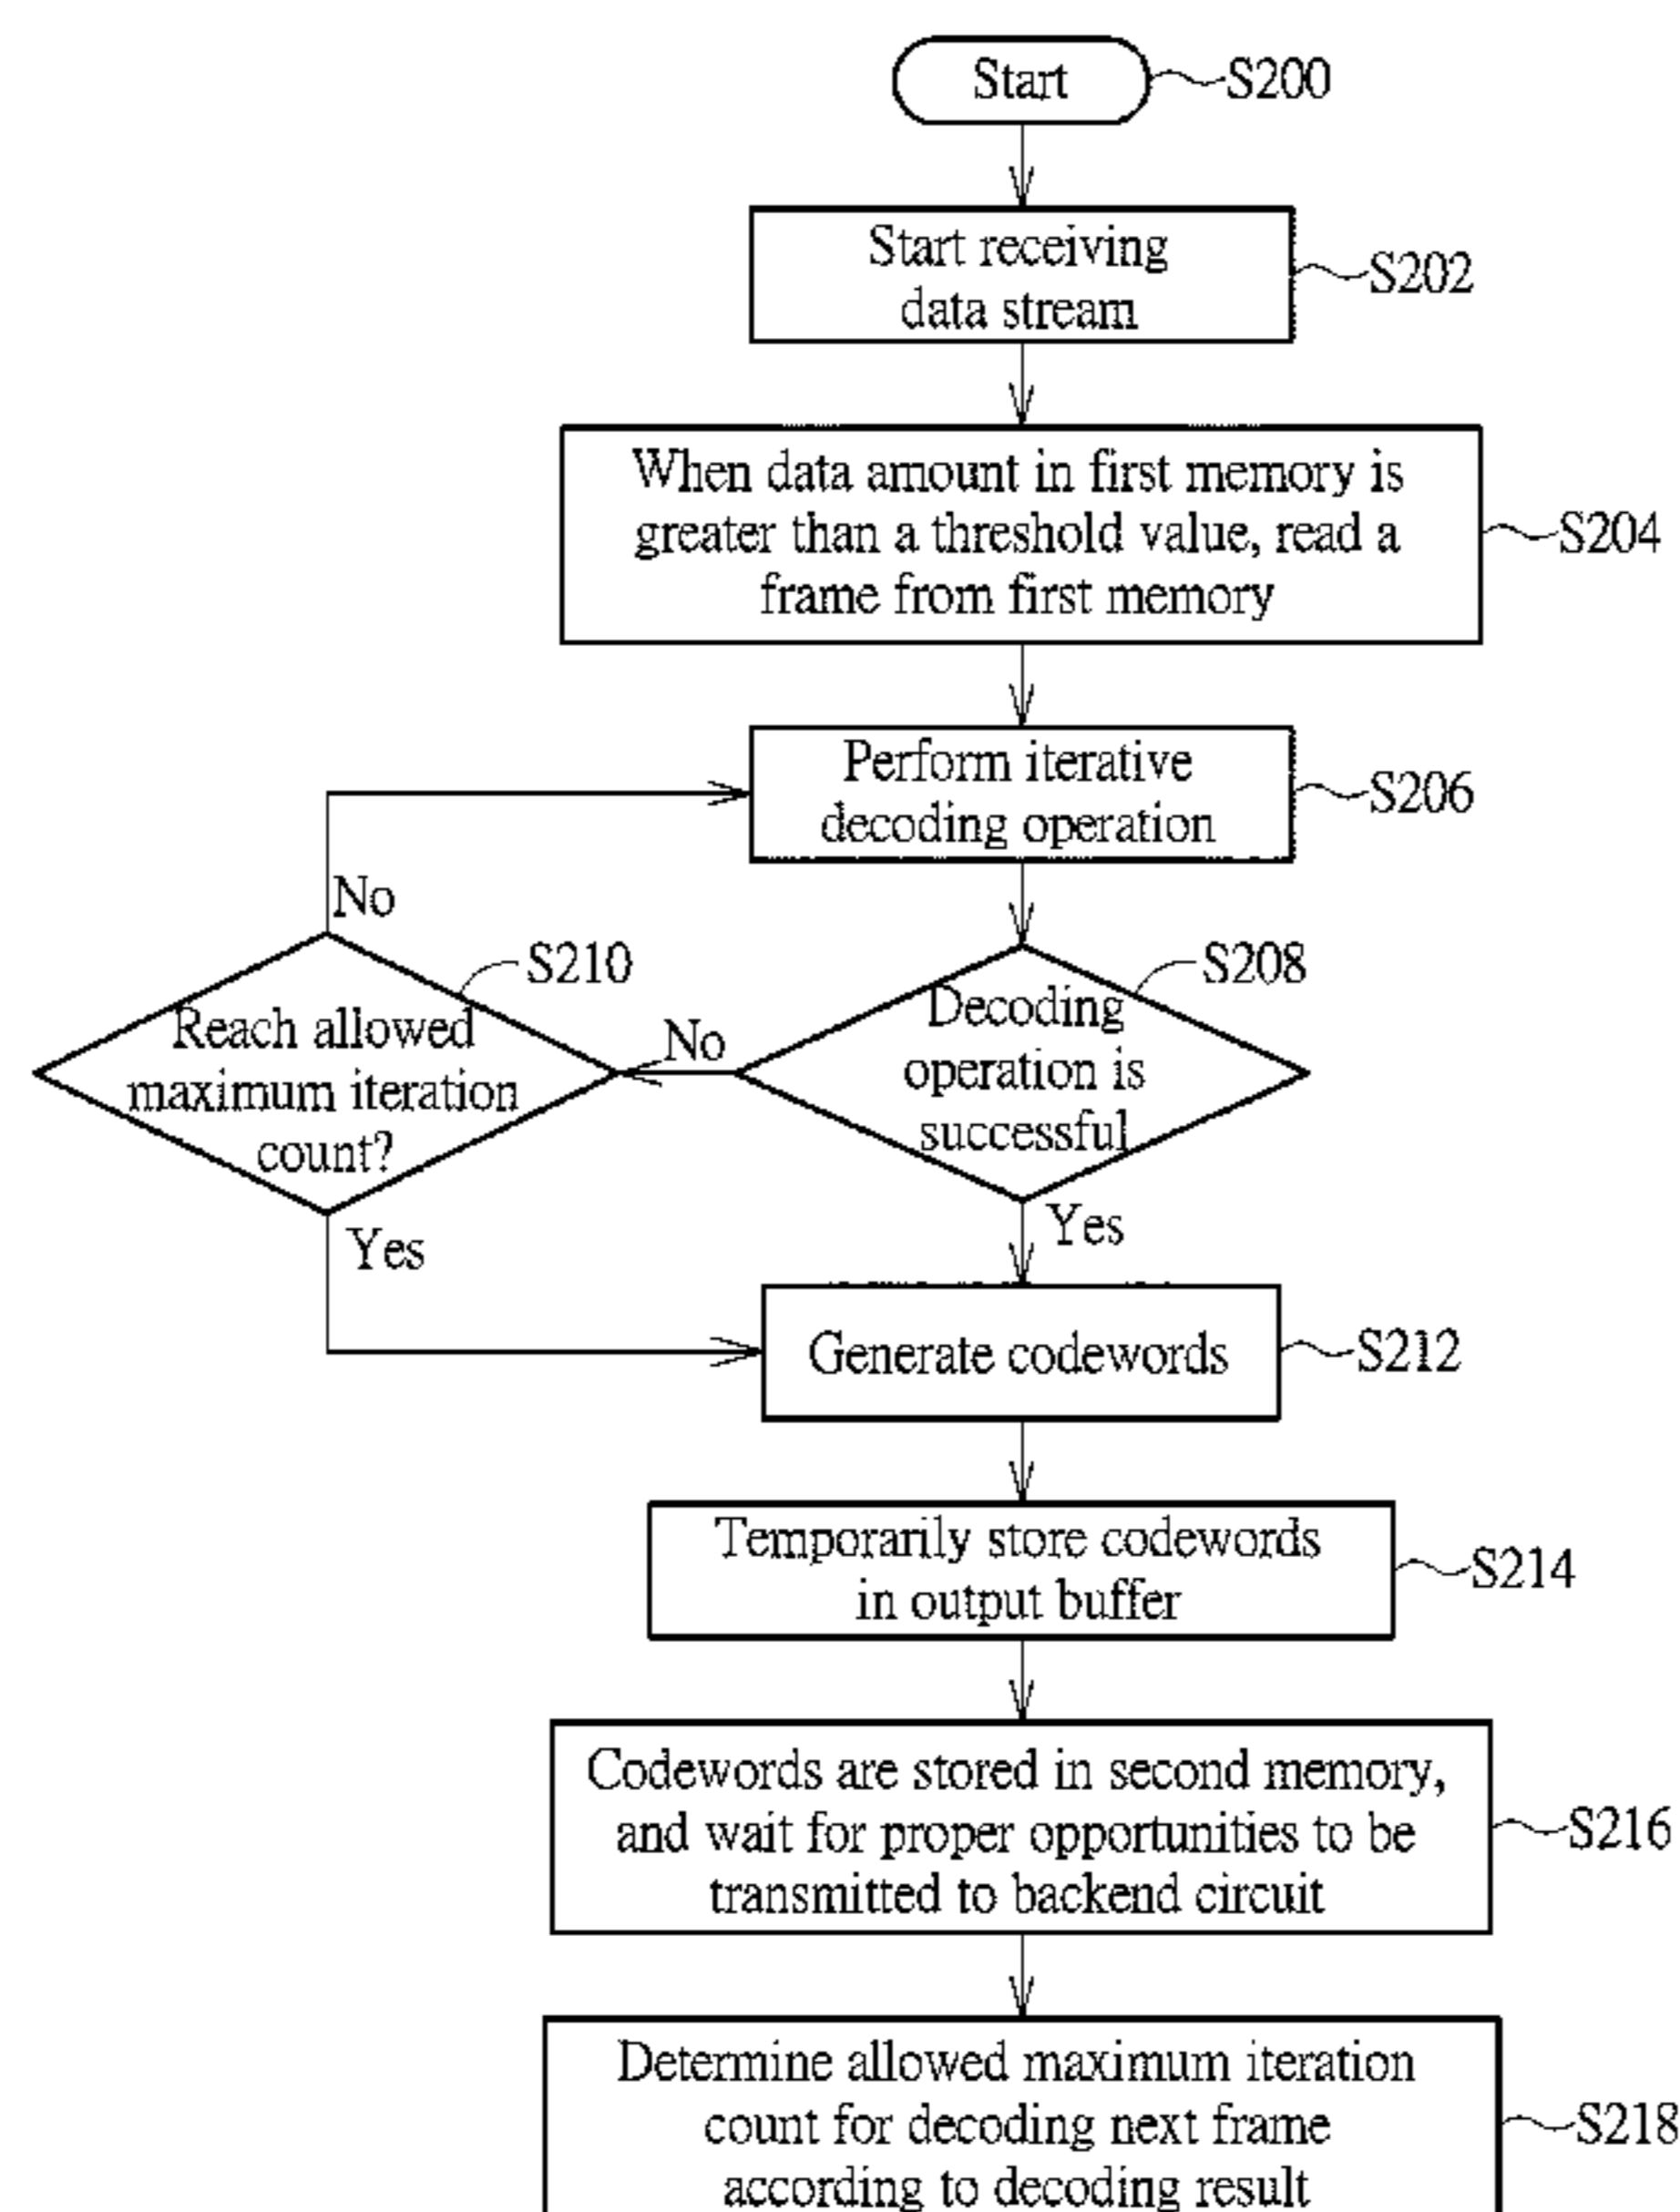 Start
S200
Start receiving
data stream
S202
When data amount in first memory is
greater than a threshold value, read a
frame from first memory
S204
Perform iterative
decoding operation
S206
No
S210
Reach allowed
maximum iteration
count?
No
S208
Decoding
operation is
successful
Yes
Yes
Generate codewords
S212
Temporarily store codewords
in output buffer
S214
Codewords are stored in second memory,
and wait for proper opportunities to be
transmitted to backend circuit
S216
Determine allowed maximum iteration
count for decoding next frame
according to decoding result
S218